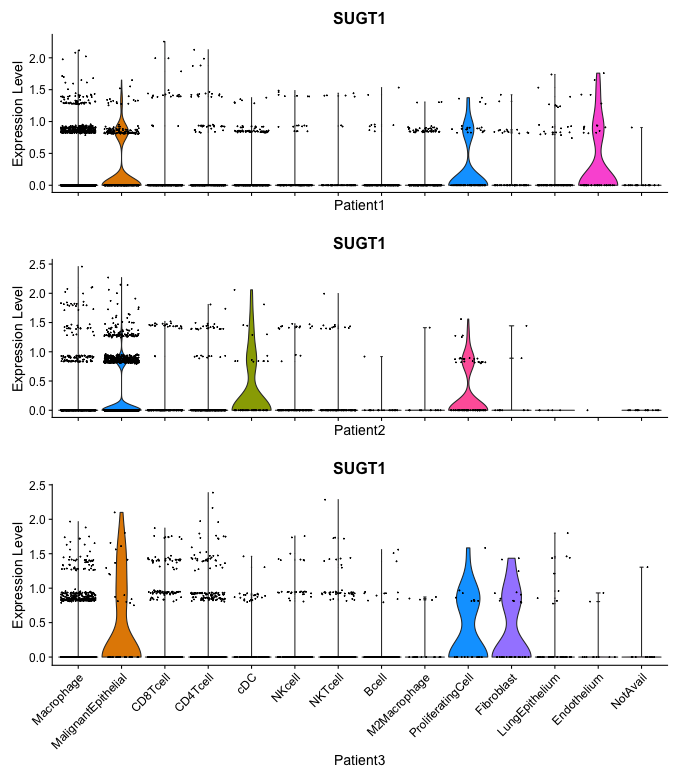 SUGT1
Expression Level
2.0
1.5
1.0
0.5
0.0
Patient1
SUGT1
Expression Level
2.5
2.0
1.5
1.0
0.5
0.0
Patient2
SUGT1
Expression Level
2.5
2.0
1.5
1.0
0.5
0.0
Macrophage
MalignantEpithelial
CD8Tcell
CD4Tcell
cDC
NKcell
NKTcell
Bcell
M2Macrophage
ProliferatingCell
Fibroblast
LungEpithelium
Endothelium
NotAvail
Patient3